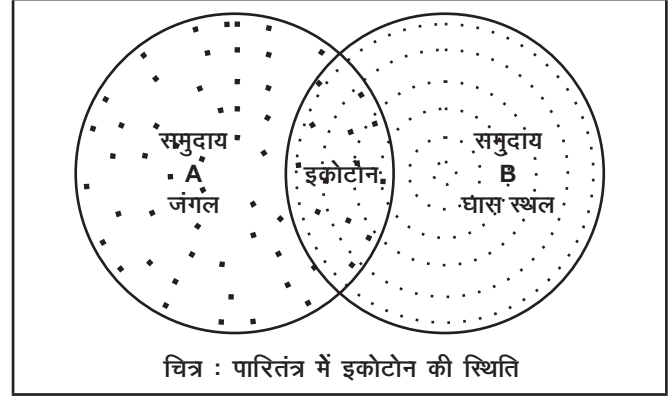 समुदाय
A
जंगल
इकोटोन
समुदाय
B
घास स्थल
चित्र : पारितंत्र में इकोटोन की स्थिति